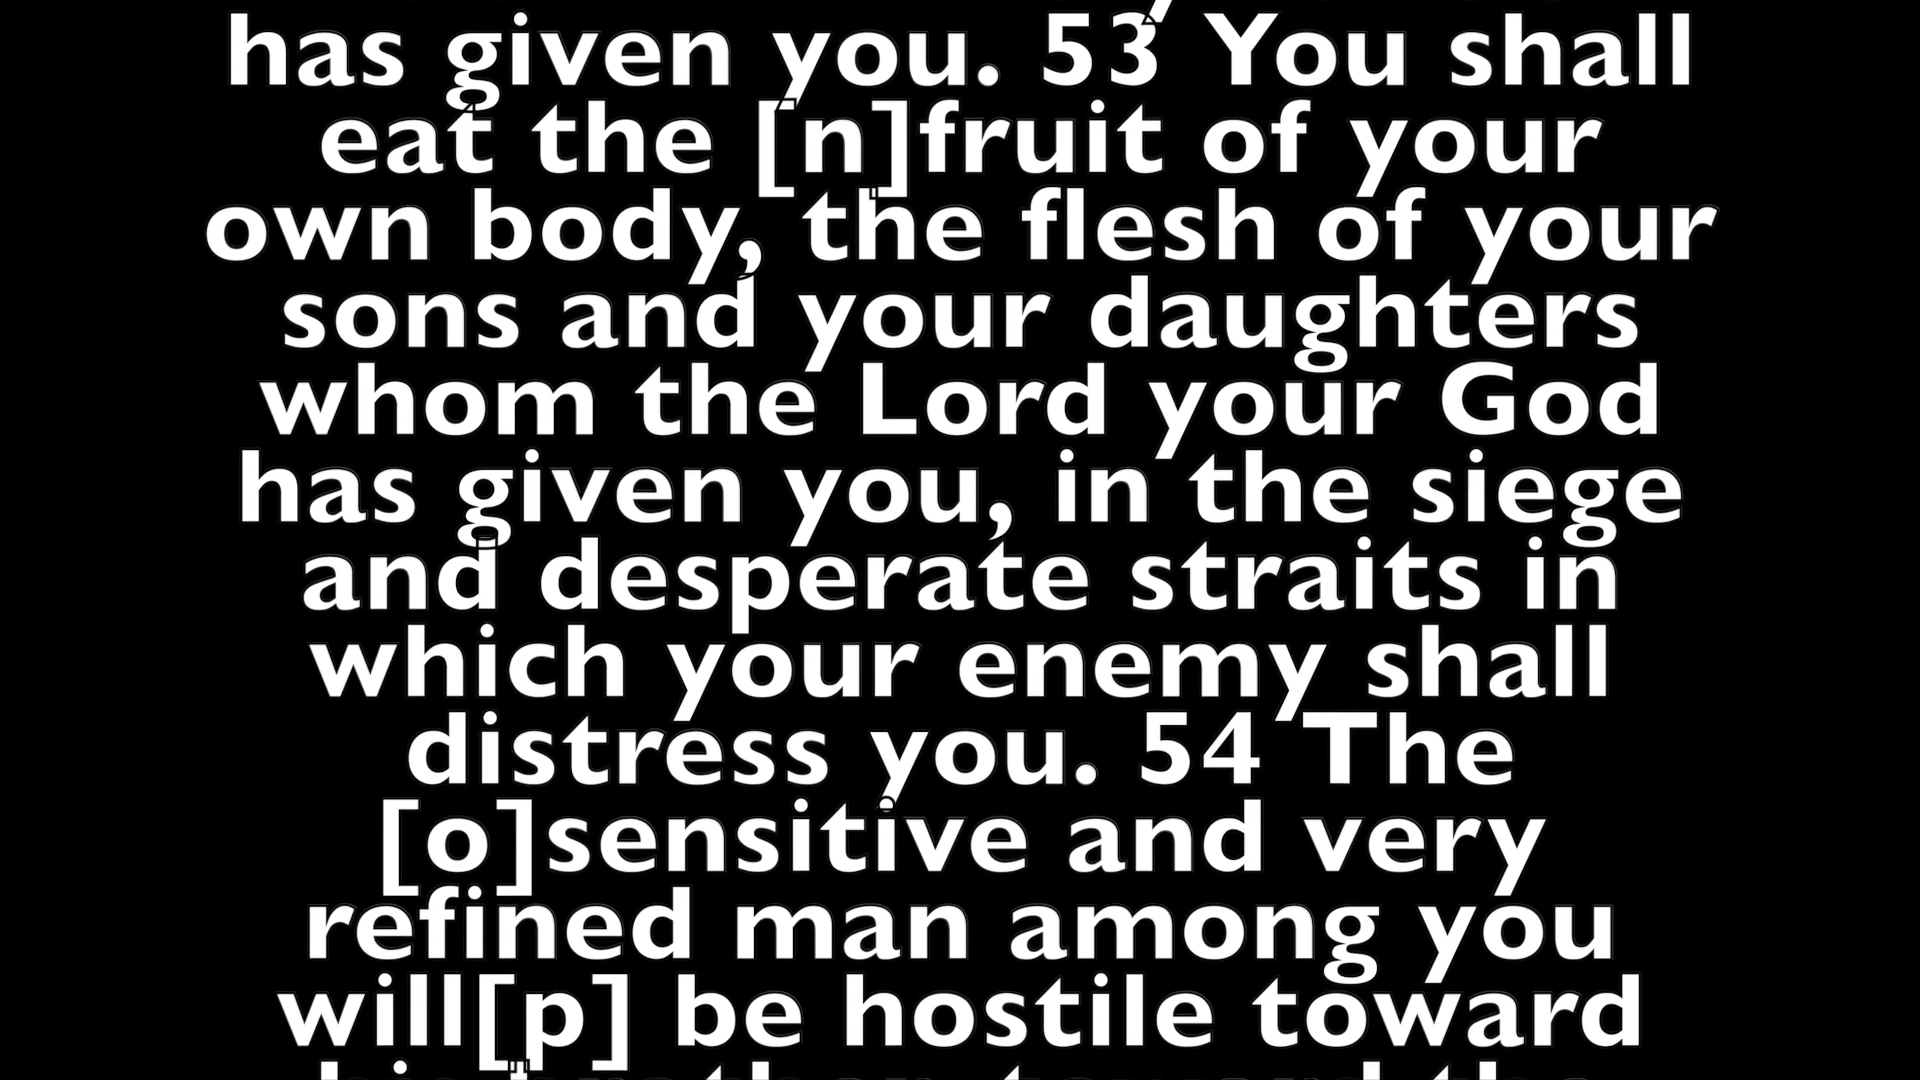 has given you. 53 You shall
eat the [n]fruit of your
own body, the flesh of your
sons and your daughters
whom the Lord your God
has given you, in the siege
and desperate straits in
which your enemy shall
distress you. 54 The
[o]sensitive and very
refined man among you
will[p] be hostile toward